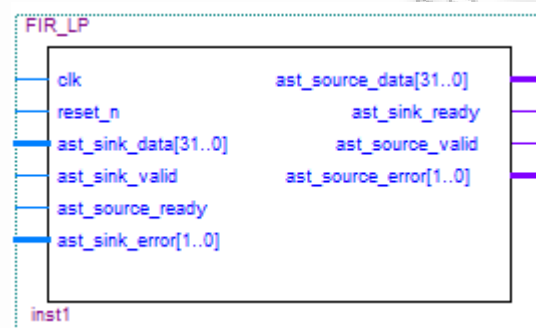 FIR_LP
clk
ast_source_data[31..0]
reset_n
ast_sink_ready
ast_sink_data[31..0]
ast_source_valid
ast_sink_valid
ast_source_error[1..0]
ast_source_ready
ast_sink_error[1..0]
inst1